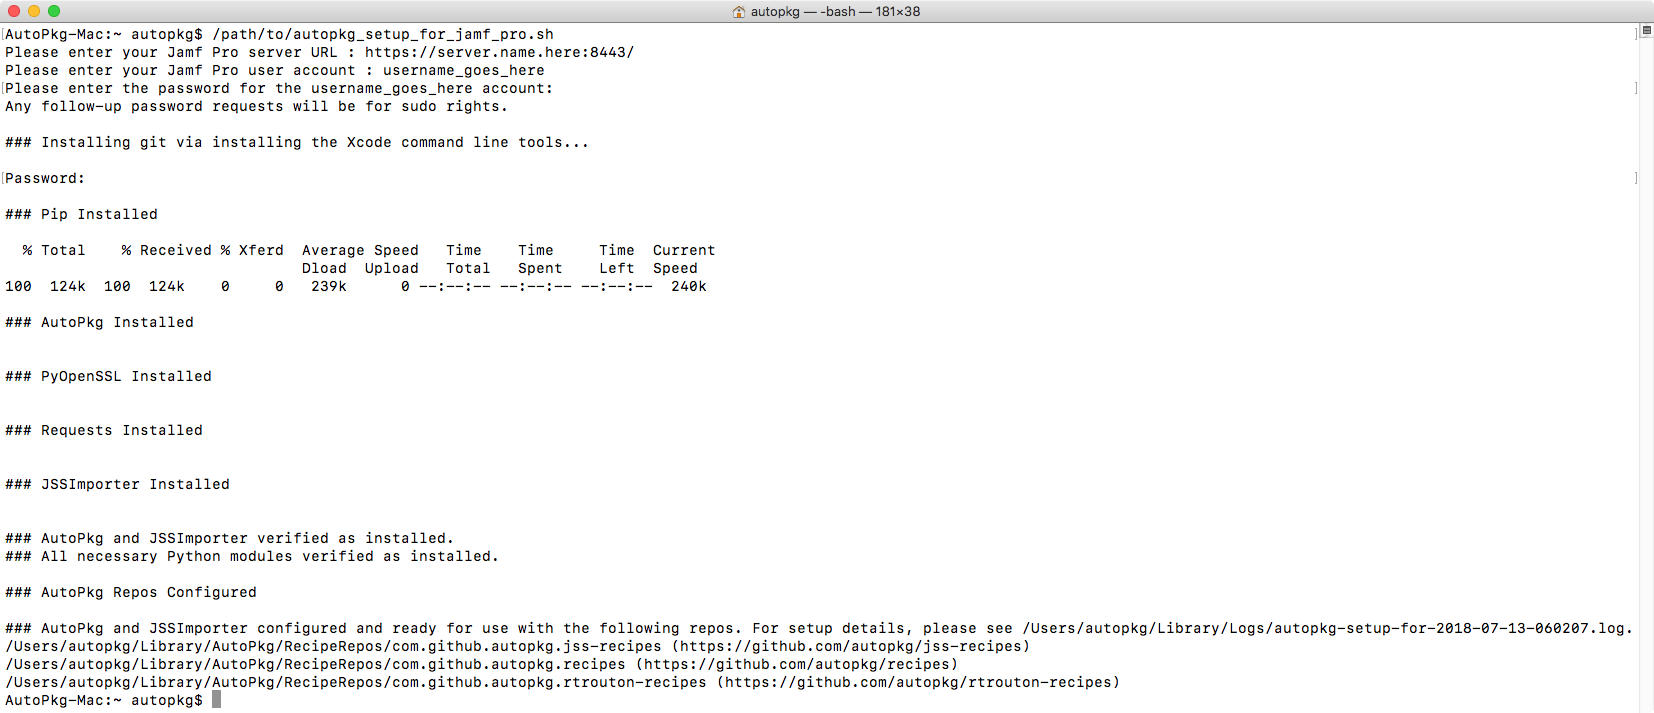 autopkg — -bash — 181×38
AutoPkg-Mac:~ autopkg$ /path/to/autopkg_setup_for_jamf_pro.sh
Please enter your Jamf Pro server URL : https://server.name.here:8443/
Please enter your Jamf Pro user account : username_goes_here
Please enter the password for the username_goes_here account:
Any follow-up password requests will be for sudo rights.
### Installing git via installing the Xcode command line tools...
Password:
### Pip Installed
  % Total    % Received % Xferd  Average Speed   Time    Time     Time  Current
                                 Dload  Upload   Total   Spent    Left  Speed
100  124k  100  124k    0     0   239k      0 --:--:-- --:--:-- --:--:--  240k
### AutoPkg Installed
### PyOpenSSL Installed
### Requests Installed
### JSSImporter Installed
### AutoPkg and JSSImporter verified as installed.
### All necessary Python modules verified as installed.
### AutoPkg Repos Configured
### AutoPkg and JSSImporter configured and ready for use with the following repos. For setup details, please see /Users/autopkg/Library/Logs/autopkg-setup-for-2018-07-13-060207.log.
/Users/autopkg/Library/AutoPkg/RecipeRepos/com.github.autopkg.jss-recipes (https://github.com/autopkg/jss-recipes)
/Users/autopkg/Library/AutoPkg/RecipeRepos/com.github.autopkg.recipes (https://github.com/autopkg/recipes)
/Users/autopkg/Library/AutoPkg/RecipeRepos/com.github.autopkg.rtrouton-recipes (https://github.com/autopkg/rtrouton-recipes)
AutoPkg-Mac:~ autopkg$